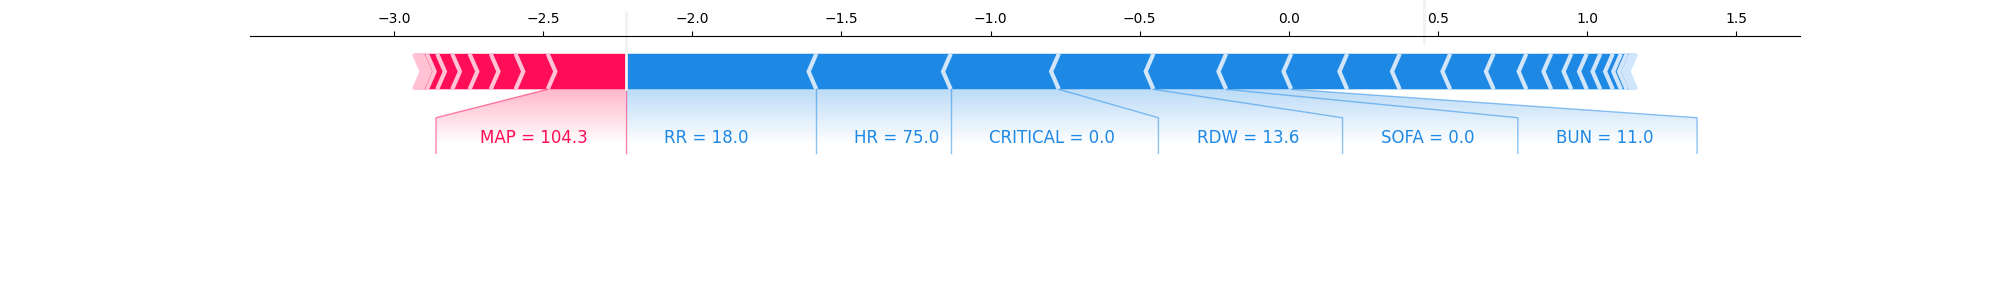 −3.0 −2.5 −2.0 −1.5 −1.0 −0.5 0.0 0.5 1.0 1.5
MAP = 104.3 RR = 18.0 HR = 75.0 CRITICAL = 0.0 RDW = 13.6 SOFA = 0.0 BUN = 11.0